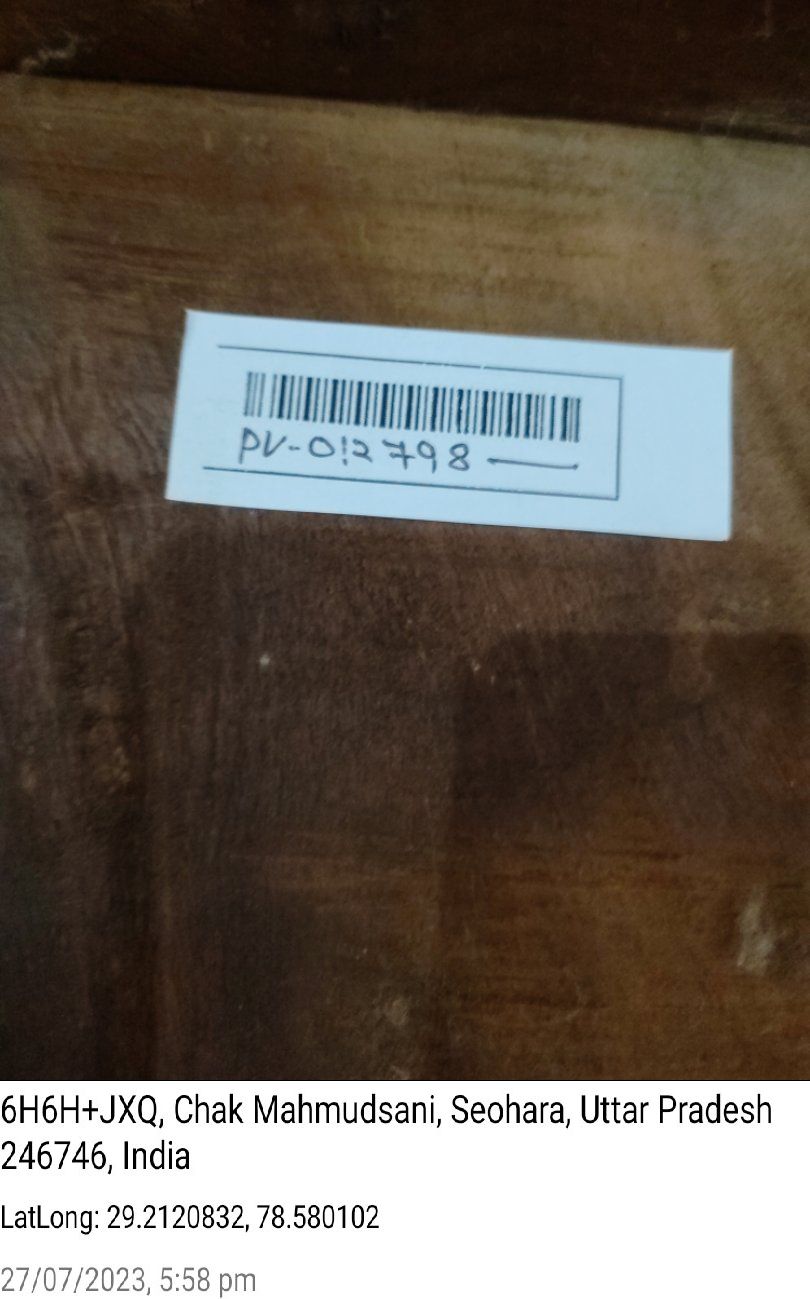 PV-012798
6H6H+JXQ, Chak Mahmudsani, Seohara, Uttar Pradesh
246746, India
LatLong: 29.2120832, 78.580102
27/07/2023, 5:58 pm